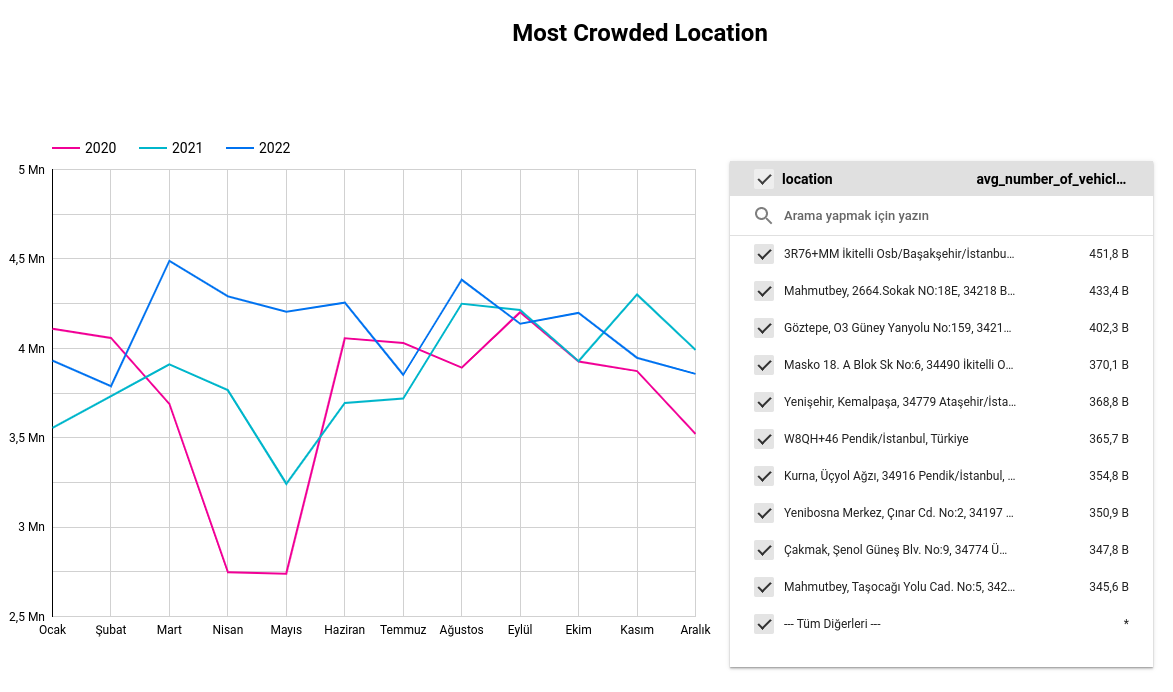 Most Crowded Location
2020 2021 2022
5 Mn
4,5 Mn
4 Mn
3,5 Mn
3 Mn
2,5 Mn
Ocak Şubat Mart Nisan Mayıs Haziran Temmuz Ağustos Eylül Ekim Kasım Aralık
location avg_number_of_vehicl...
Arama yapmak için yazın
3R76+MM İkitelli Osb/Başakşehir/İstanbu... 451,8 B
Mahmutbey, 2664.Sokak NO:18E, 34218 B... 433,4 B
Göztepe, O3 Güney Yanyolu No:159, 3421... 402,3 B
Masko 18. A Blok Sk No:6, 34490 İkitelli O... 370,1 B
Yenişehir, Kemalpaşa, 34779 Ataşehir/İsta... 368,8 B
W8QH+46 Pendik/İstanbul, Türkiye 365,7 B
Kurna, Üçyol Ağzı, 34916 Pendik/İstanbul, ... 354,8 B
Yenibosna Merkez, Çınar Cd. No:2, 34197 ... 350,9 B
Çakmak, Şenol Güneş Blv. No:9, 34774 Ü... 347,8 B
Mahmutbey, Taşocağı Yolu Cad. No:5, 342... 345,6 B
--- Tüm Diğerleri --- *